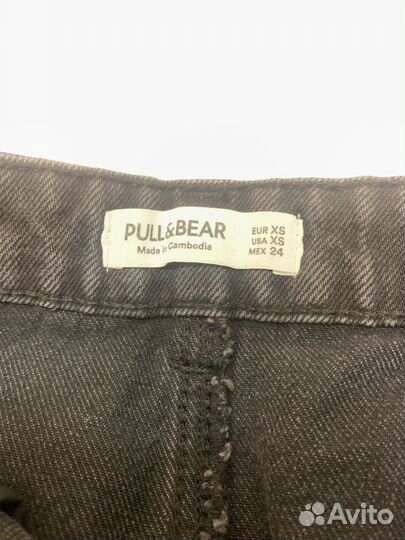 PULL&BEAR
Made in Cambodia
EUR XS
USA XS
MEX 24
Avito